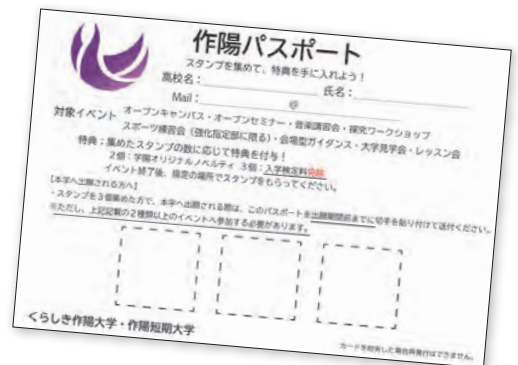 作陽パスポート
スタンプを集めて、特典を手に入れよう！
高校名： 氏名：
Mail： @
対象イベント オープンキャンパス・オープンセミナー・音楽講習会・探究ワークショップ
スポーツ練習会（強化指定部に限る）・会場型ガイダンス・大学見学会・レッスン会
特典：集めたスタンプの数に応じて特典を付与！
2個：学園オリジナルノベルティ 3個：入学検定料免除
イベント終了後、指定の場所でスタンプをもらってください。
【本学へ出願される方へ】
・スタンプを3個集めた方で、本学へ出願される際は、このパスポートを出願期間前までに切手を貼り付けて送付ください。
※ただし、上記記載の2種類以上のイベントへ参加する必要があります。
くらしき作陽大学・作陽短期大学
カードを紛失した場合再発行はできません。